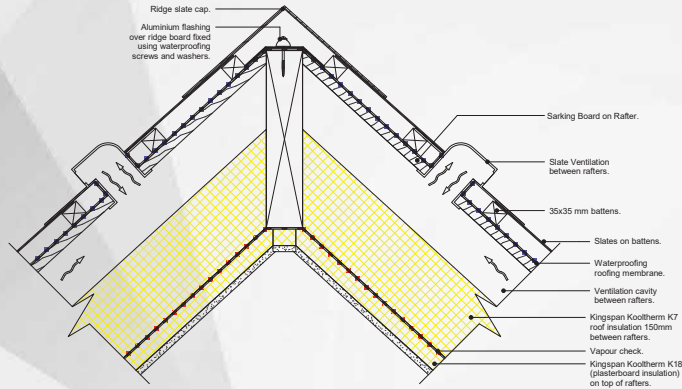 Ridge slate cap.
Aluminium flashing
over ridge board fixed
using waterproofing
screws and washers.
Sarking Board on Rafter.
Slate Ventilation
between rafters.
35x35 mm battens.
Slates on battens.
Waterproofing
roofing membrane.
Ventilation cavity
between rafters.
Kingspan Kooltherm K7
roof insulation 150mm
between rafters.
Vapour check.
Kingspan Kooltherm K18
(plasterboard insulation)
on top of rafters.